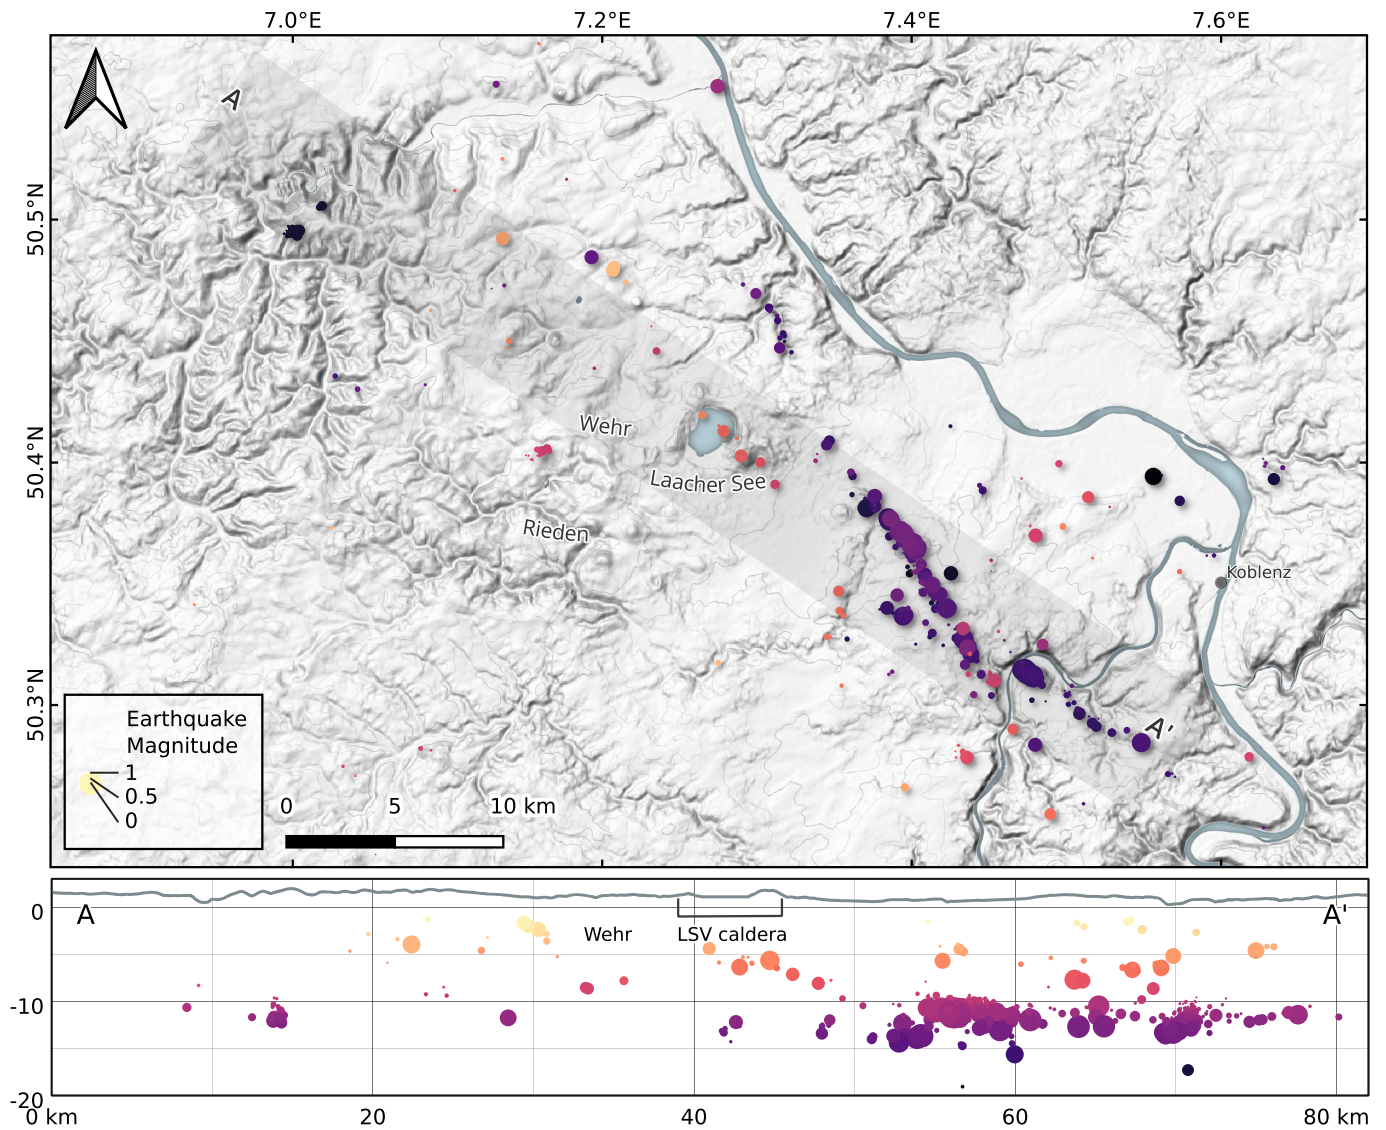 7.0°E 7.2°E 7.4°E 7.6°E
A
50.5°N
Wehr
50.4°N
Laacher See
Rieden
Koblenz
50.3°N
A'
Earthquake
Magnitude
1
0.5
0
0 5 10 km
0
A
A'
Wehr
LSV caldera
-10
-20
0 km 20 40 60 80 km